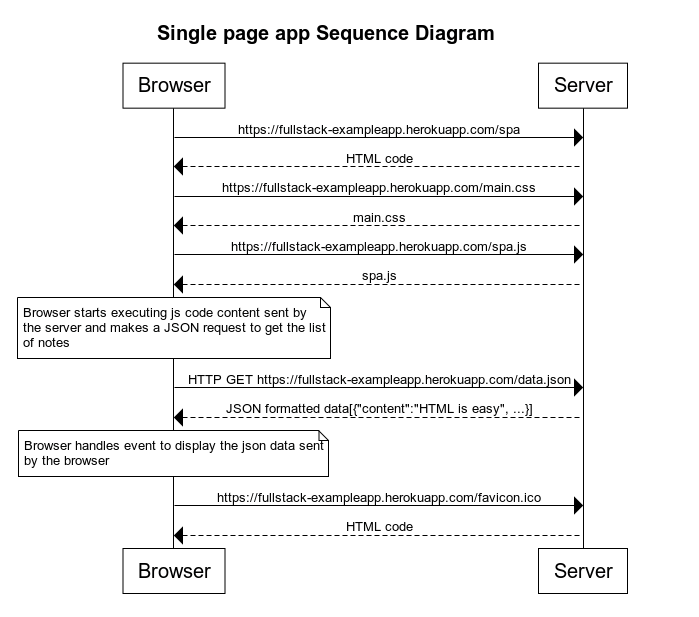 Single page app Sequence Diagram
Browser
Server
https://fullstack-exampleapp.herokuapp.com/spa
HTML code
https://fullstack-exampleapp.herokuapp.com/main.css
main.css
https://fullstack-exampleapp.herokuapp.com/spa.js
spa.js
Browser starts executing js code content sent by
the server and makes a JSON request to get the list
of notes
HTTP GET https://fullstack-exampleapp.herokuapp.com/data.json
JSON formatted data[{"content":"HTML is easy", ...}]
Browser handles event to display the json data sent
by the browser
https://fullstack-exampleapp.herokuapp.com/favicon.ico
HTML code
Browser
Server